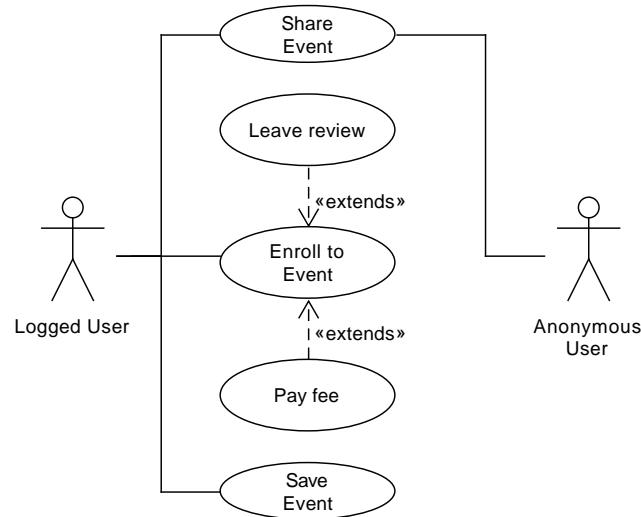 Share
Event
Leave review
«extends»
Enroll to
Event
Logged User
Anonymous
User
«extends»
Pay fee
Save
Event